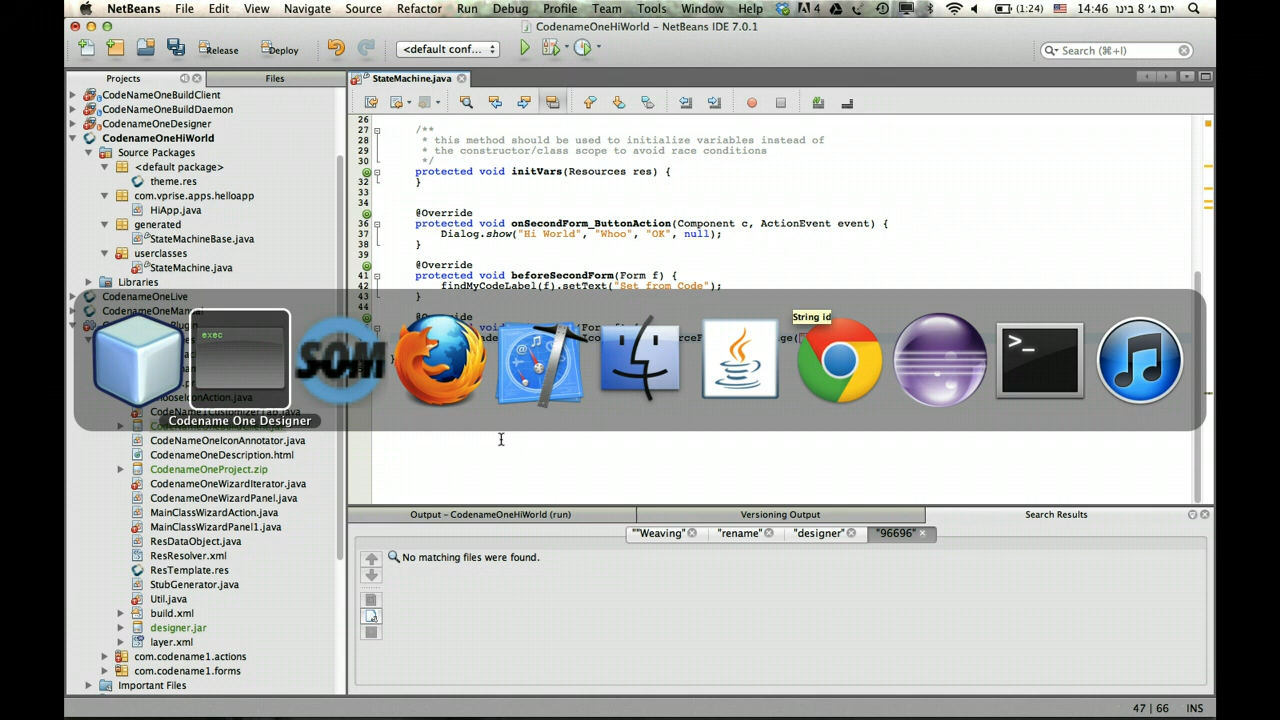 NetBeans File Edit View Navigate Source Refactor Run Debug Profile Team Tools Window Help 4 (1:24) 14:46 יום ג׳ 8 בינו
CodenameOneHiWorld - NetBeans IDE 7.0.1
Release Deploy <default conf... Search (⌘+I)
Projects Files StateMachine.java
CodeNameOneBuildClient
CodeNameOneBuildDaemon
CodenameOneDesigner
CodenameOneHiWorld
Source Packages
<default package>
theme.res
com.vprise.apps.helloapp
HiApp.java
generated
StateMachineBase.java
userclasses
StateMachine.java
Libraries
CodenameOneLive
CodeNameOneIconAnnotator.java
CodenameOneDescription.html
CodenameOneProject.zip
CodenameOneWizardIterator.java
CodenameOneWizardPanel.java
MainClassWizardAction.java
MainClassWizardPanel1.java
ResDataObject.java
ResResolver.xml
ResTemplate.res
StubGenerator.java
Util.java
build.xml
designer.jar
layer.xml
com.codename1.actions
com.codename1.forms
Important Files
26
27 /**
28 * this method should be used to initialize variables instead of
29 * the constructor/class scope to avoid race conditions
30 */
protected void initVars(Resources res) {
32 }
33
34
@Override
36 protected void onSecondForm_ButtonAction(Component c, ActionEvent event) {
37 Dialog.show("Hi World", "Whoo", "OK", null);
38 }
39
@Override
41 protected void beforeSecondForm(Form f) {
42 findMyCodeLabel(f).setText("Set from Code");
43 }
44
String id
exec
SOM
>_
Codename One Designer
Output - CodenameOneHiWorld (run) Versioning Output Search Results
""Weaving" "rename" "designer" "96696"
No matching files were found.
47 | 66 INS